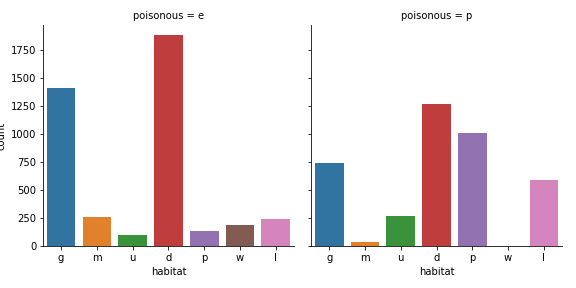 poisonous = e
poisonous = p
1750
1500
1250
1000
750
500
250
0
count
g m u d p w l
g m u d p w l
habitat
habitat